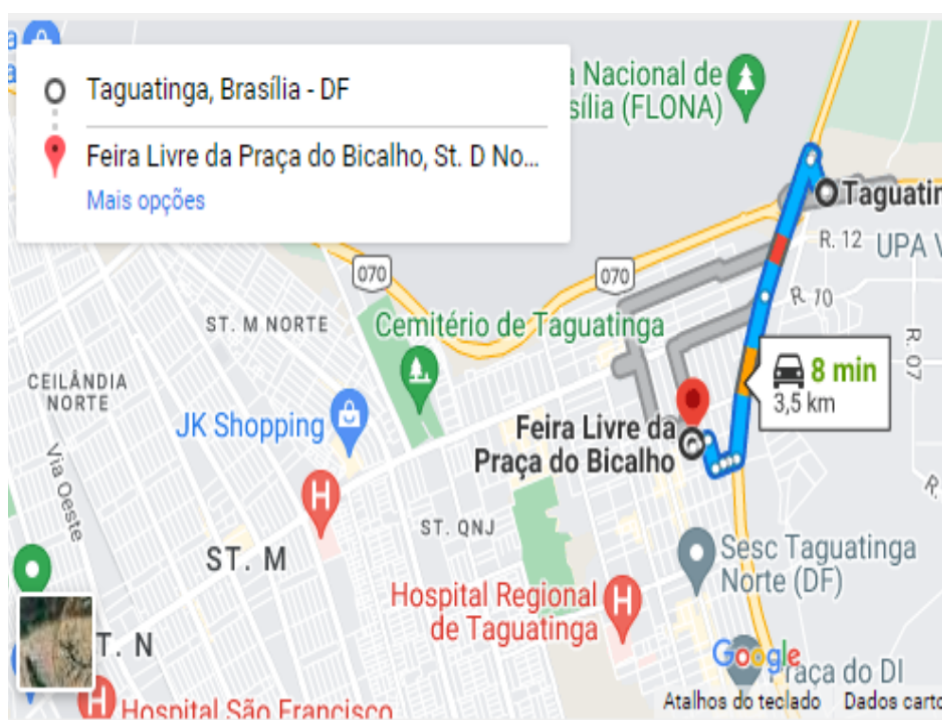 Taguatinga, Brasília - DF
Feira Livre da Praça do Bicalho, St. D No...
Mais opções
a Nacional de
sília (FLONA)
Taguatin
R. 12
UPA V
070
070
R. 10
ST. M NORTE
Cemitério de Taguatinga
R. 07
8 min
3,5 km
CEILÂNDIA
NORTE
JK Shopping
Feira Livre da
Praça do Bicalho
Via Oeste
H
R.
ST. QNJ
ST. M
Sesc Taguatinga
Norte (DF)
Hospital Regional
de Taguatinga
H
T. N
Google
Praça do DI
H
Hospital São Francisco
Atalhos do teclado
Dados carto